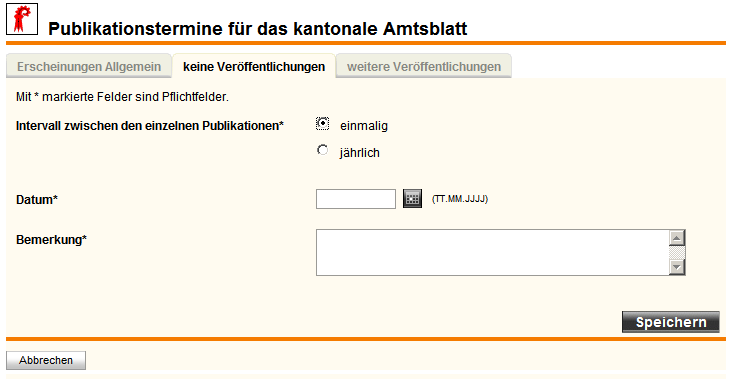 Publikationstermine für das kantonale Amtsblatt
Erscheinungen Allgemein keine Veröffentlichungen weitere Veröffentlichungen
Mit * markierte Felder sind Pflichtfelder.
Intervall zwischen den einzelnen Publikationen* einmalig
jährlich
Datum* (TT.MM.JJJJ)
Bemerkung*
Speichern
Abbrechen